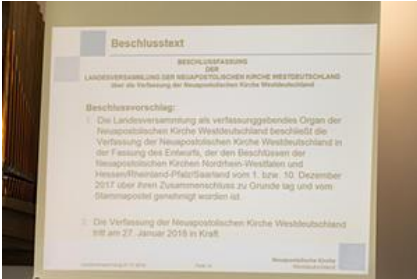 Beschlusstext
BESCHLUSSFASSUNG
DER
LANDESVERSAMMLUNG DER NEUAPOSTOLISCHEN KIRCHE WESTDEUTSCHLAND
über die Verfassung der Neuapostolischen Kirche Westdeutschland
Beschlussvorschlag:
1. Die Landesversammlung als verfassunggebendes Organ der
Neuapostolischen Kirche Westdeutschland beschließt die
Verfassung der Neuapostolischen Kirche Westdeutschland in
der Fassung des Entwurfs, der den Beschlüssen der
Neuapostolischen Kirchen Nordrhein-Westfalen und
Hessen/Rheinland-Pfalz/Saarland vom 1. bzw. 10. Dezember
2017 über ihren Zusammenschluss zu Grunde lag und vom
Stammapostel genehmigt worden ist.
2. Die Verfassung der Neuapostolischen Kirche Westdeutschland
tritt am 27. Januar 2018 in Kraft.
Neuapostolische Kirche
Westdeutschland